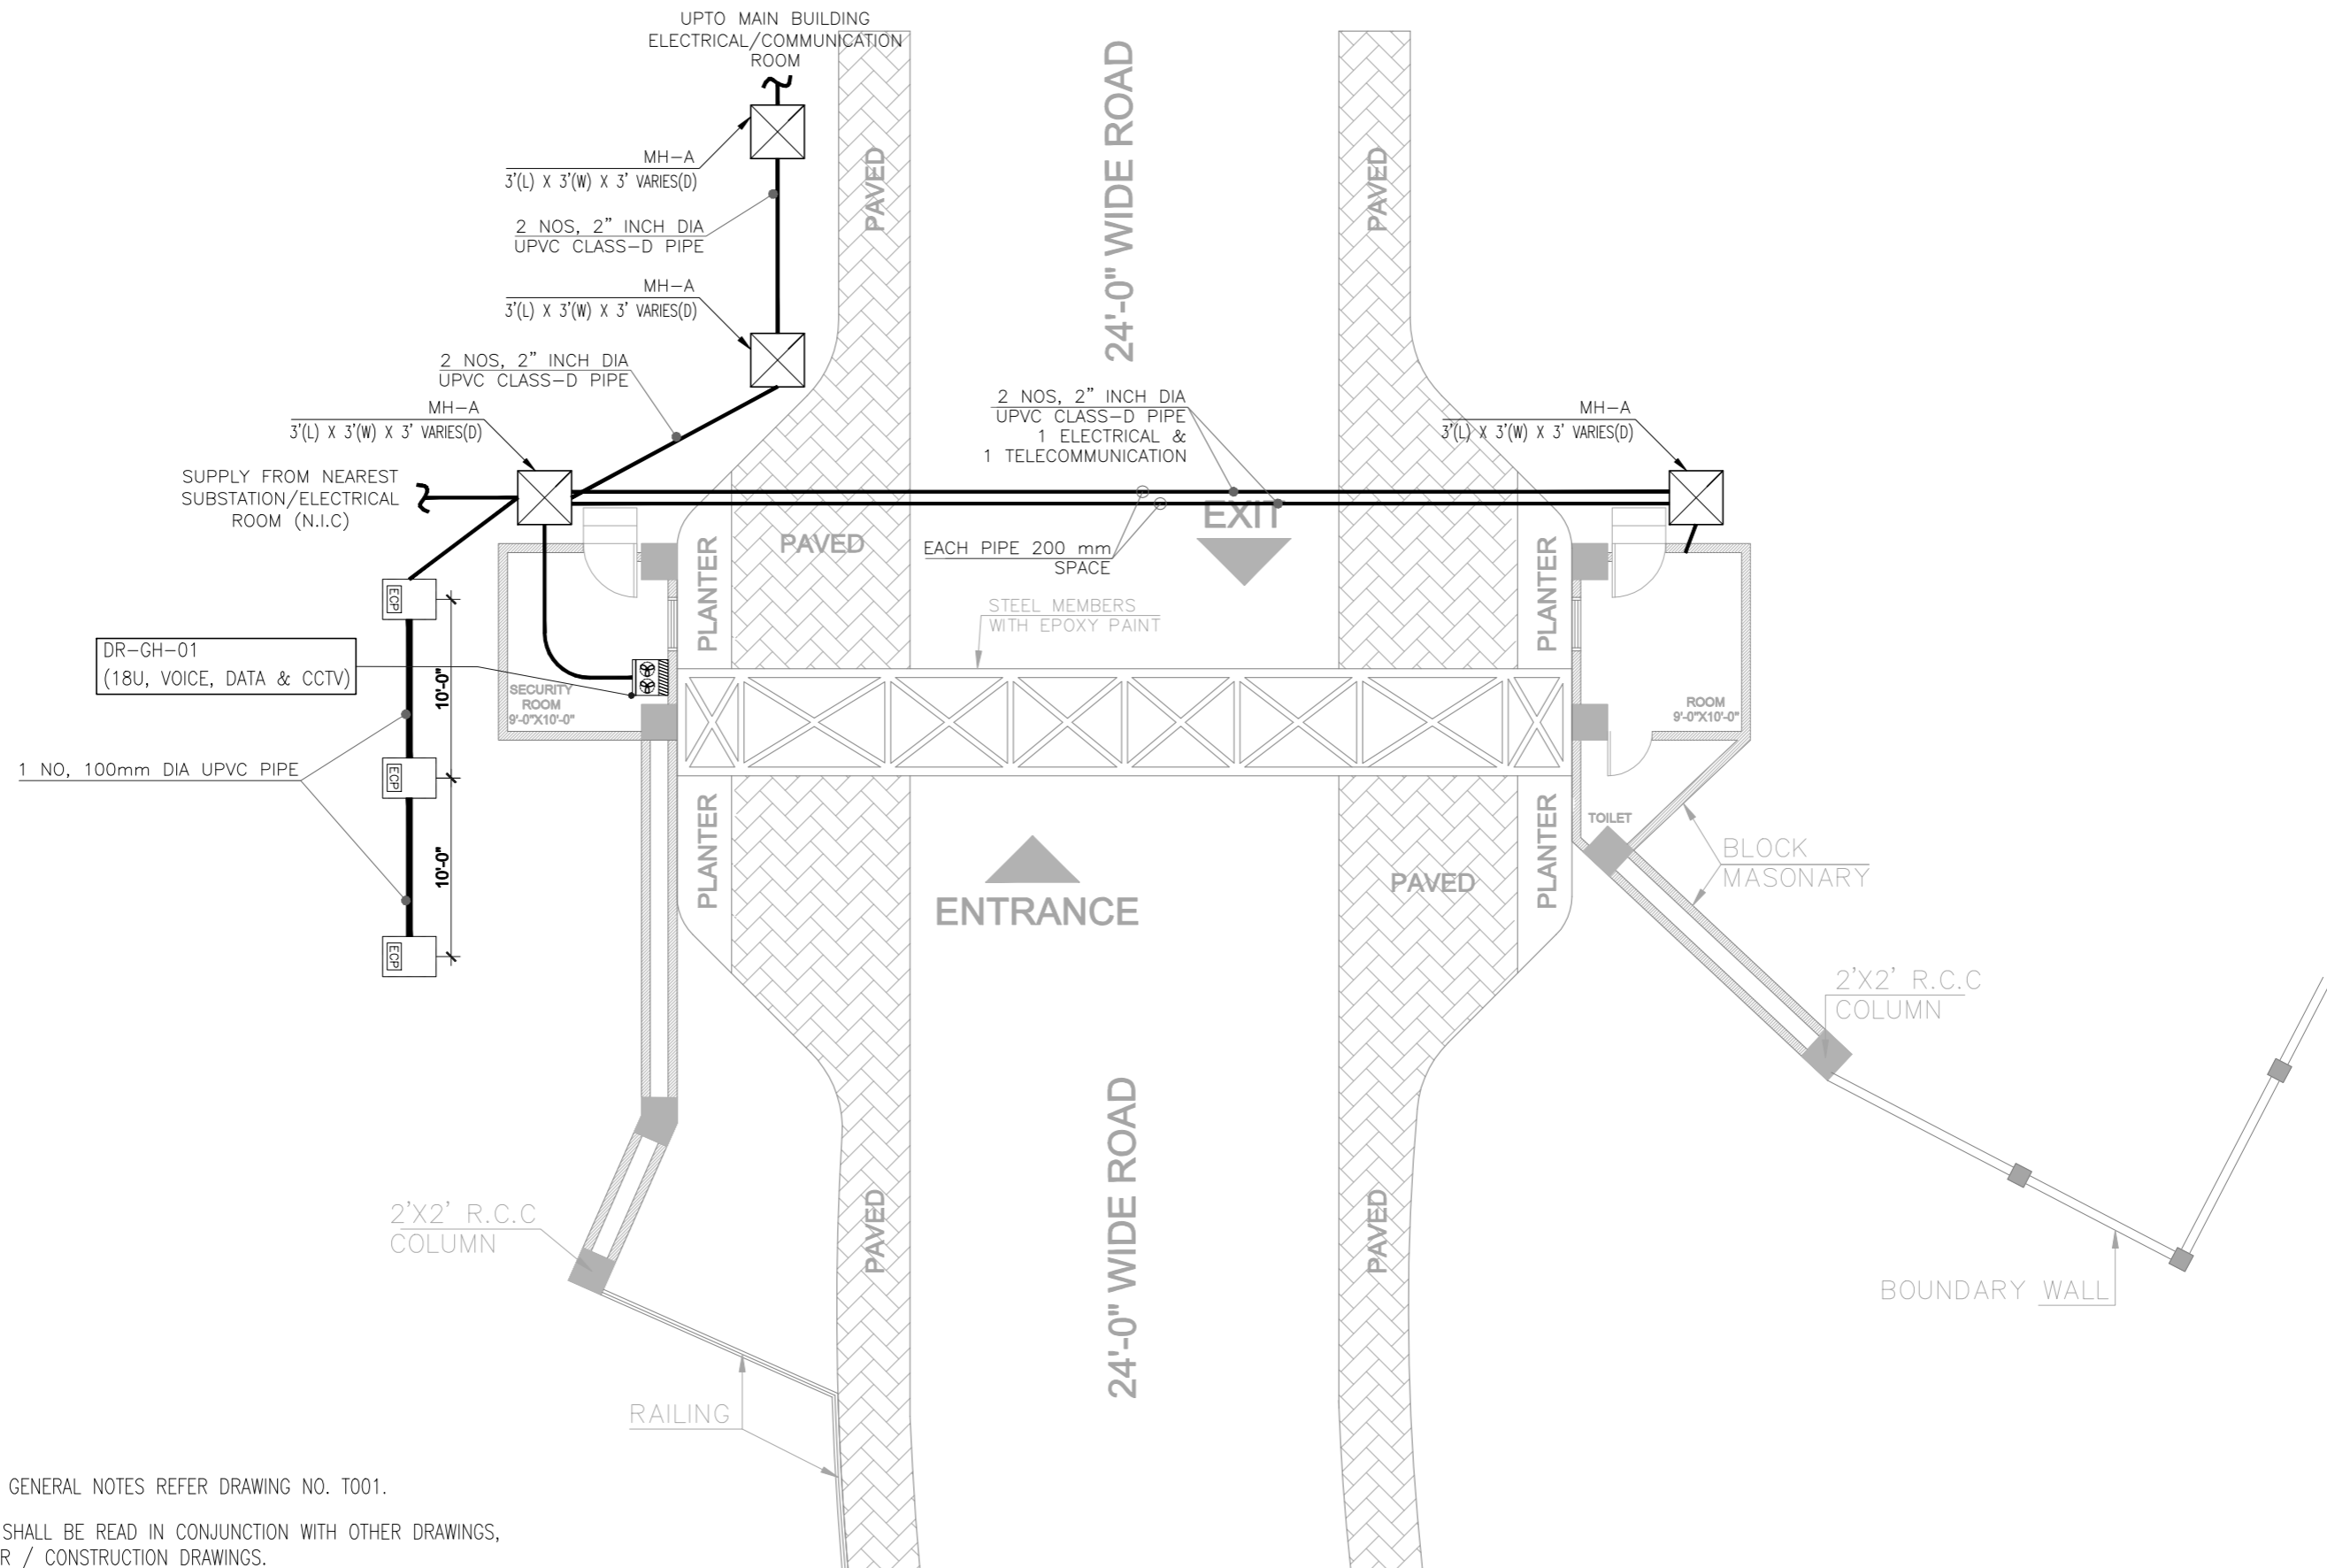 UPTO MAIN BUILDING
ELECTRICAL/COMMUNICATION
ROOM
MH-A
3'(L) X 3'(W) X 3' VARIES(D)
2 NOS, 2" INCH DIA
UPVC CLASS-D PIPE
MH-A
3'(L) X 3'(W) X 3' VARIES(D)
2 NOS, 2" INCH DIA
UPVC CLASS-D PIPE
MH-A
3'(L) X 3'(W) X 3' VARIES(D)
SUPPLY FROM NEAREST
SUBSTATION/ELECTRICAL
ROOM (N.I.C)
PAVED
24'-0" WIDE ROAD
PAVED
2 NOS, 2" INCH DIA
UPVC CLASS-D PIPE
1 ELECTRICAL &
1 TELECOMMUNICATION
MH-A
3'(L) X 3'(W) X 3' VARIES(D)
EXIT
PAVED
EACH PIPE 200 mm
SPACE
PLANTER
PLANTER
STEEL MEMBERS
WITH EPOXY PAINT
ECP
10'-0"
DR-GH-01
(18U, VOICE, DATA & CCTV)
SECURITY
ROOM
9'-0"X10'-0"
ROOM
9'-0"X10'-0"
1 NO, 100mm DIA UPVC PIPE
ECP
10'-0"
ECP
PLANTER
PLANTER
TOILET
BLOCK
MASONARY
PAVED
ENTRANCE
2'X2' R.C.C
COLUMN
24'-0" WIDE ROAD
PAVED
PAVED
2'X2' R.C.C
COLUMN
BOUNDARY WALL
RAILING
GENERAL NOTES REFER DRAWING NO. T001.
SHALL BE READ IN CONJUNCTION WITH OTHER DRAWINGS,
R / CONSTRUCTION DRAWINGS.